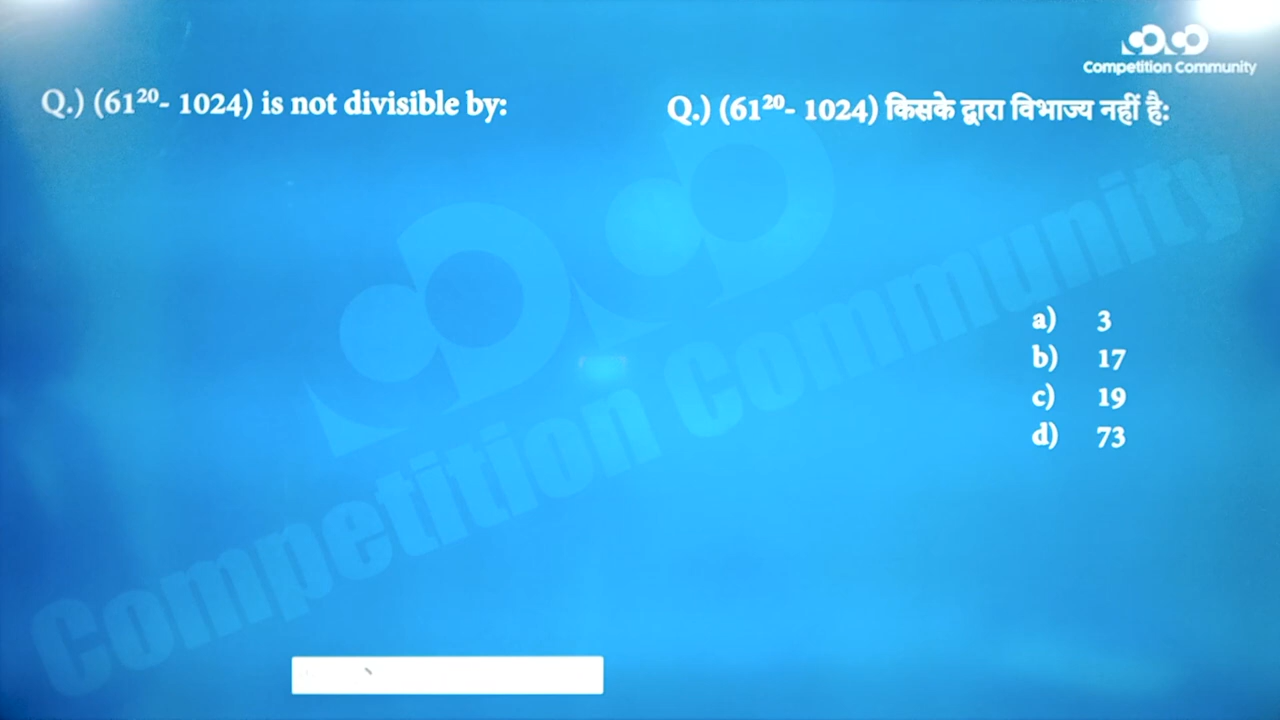 Competition Community
Q.) (61²⁰- 1024) is not divisible by:
Q.) (61²⁰- 1024) किसके द्वारा विभाज्य नहीं है:
Competition Community
a) 3
b) 17
c) 19
d) 73